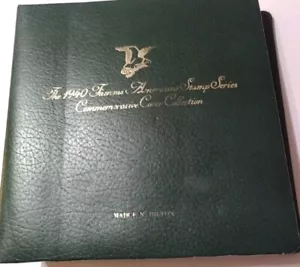 The 1940 Famous American Stamp Series
Commemorative Cover Collection